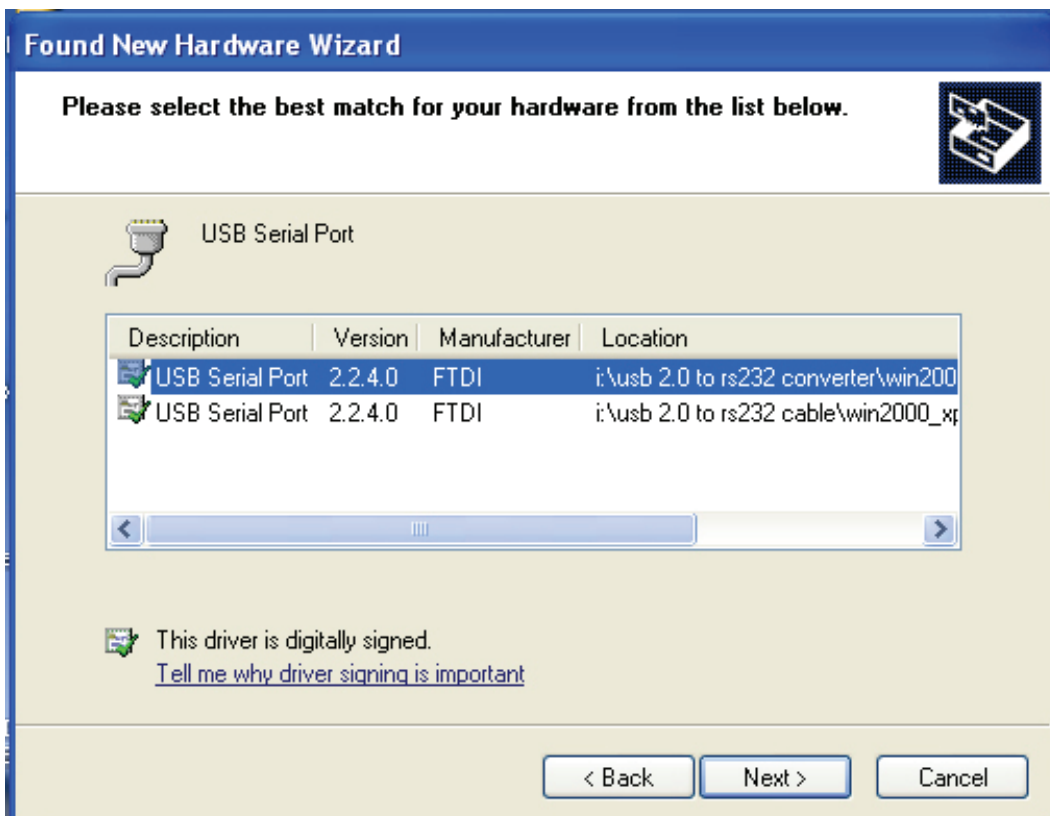 Found New Hardware Wizard
Please select the best match for your hardware from the list below.
USB Serial Port
Description Version Manufacturer Location
USB Serial Port 2.2.4.0 FTDI i:\usb 2.0 to rs232 converter\win200
USB Serial Port 2.2.4.0 FTDI i:\usb 2.0 to rs232 cable\win2000_xp
This driver is digitally signed.
Tell me why driver signing is important
< Back Next > Cancel